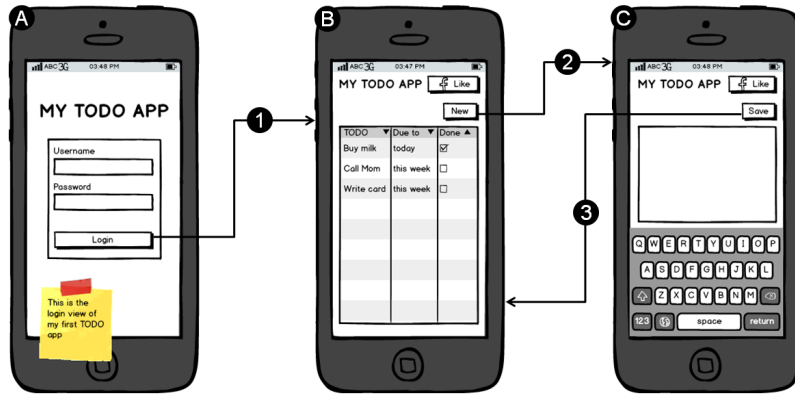 A
ABC 3G 03:48 PM
MY TODO APP
Username
Password
Login
This is the
login view of
my first TODO
app
1
B
ABC 3G 03:47 PM
MY TODO APP
f Like
New
TODO Due to Done
Buy milk today
Call Mom this week
Write card this week
2
3
C
ABC 3G 03:48 PM
MY TODO APP
f Like
Save
Q W E R T Y U I O P
A S D F G H J K L
Z X C V B N M
123 space return